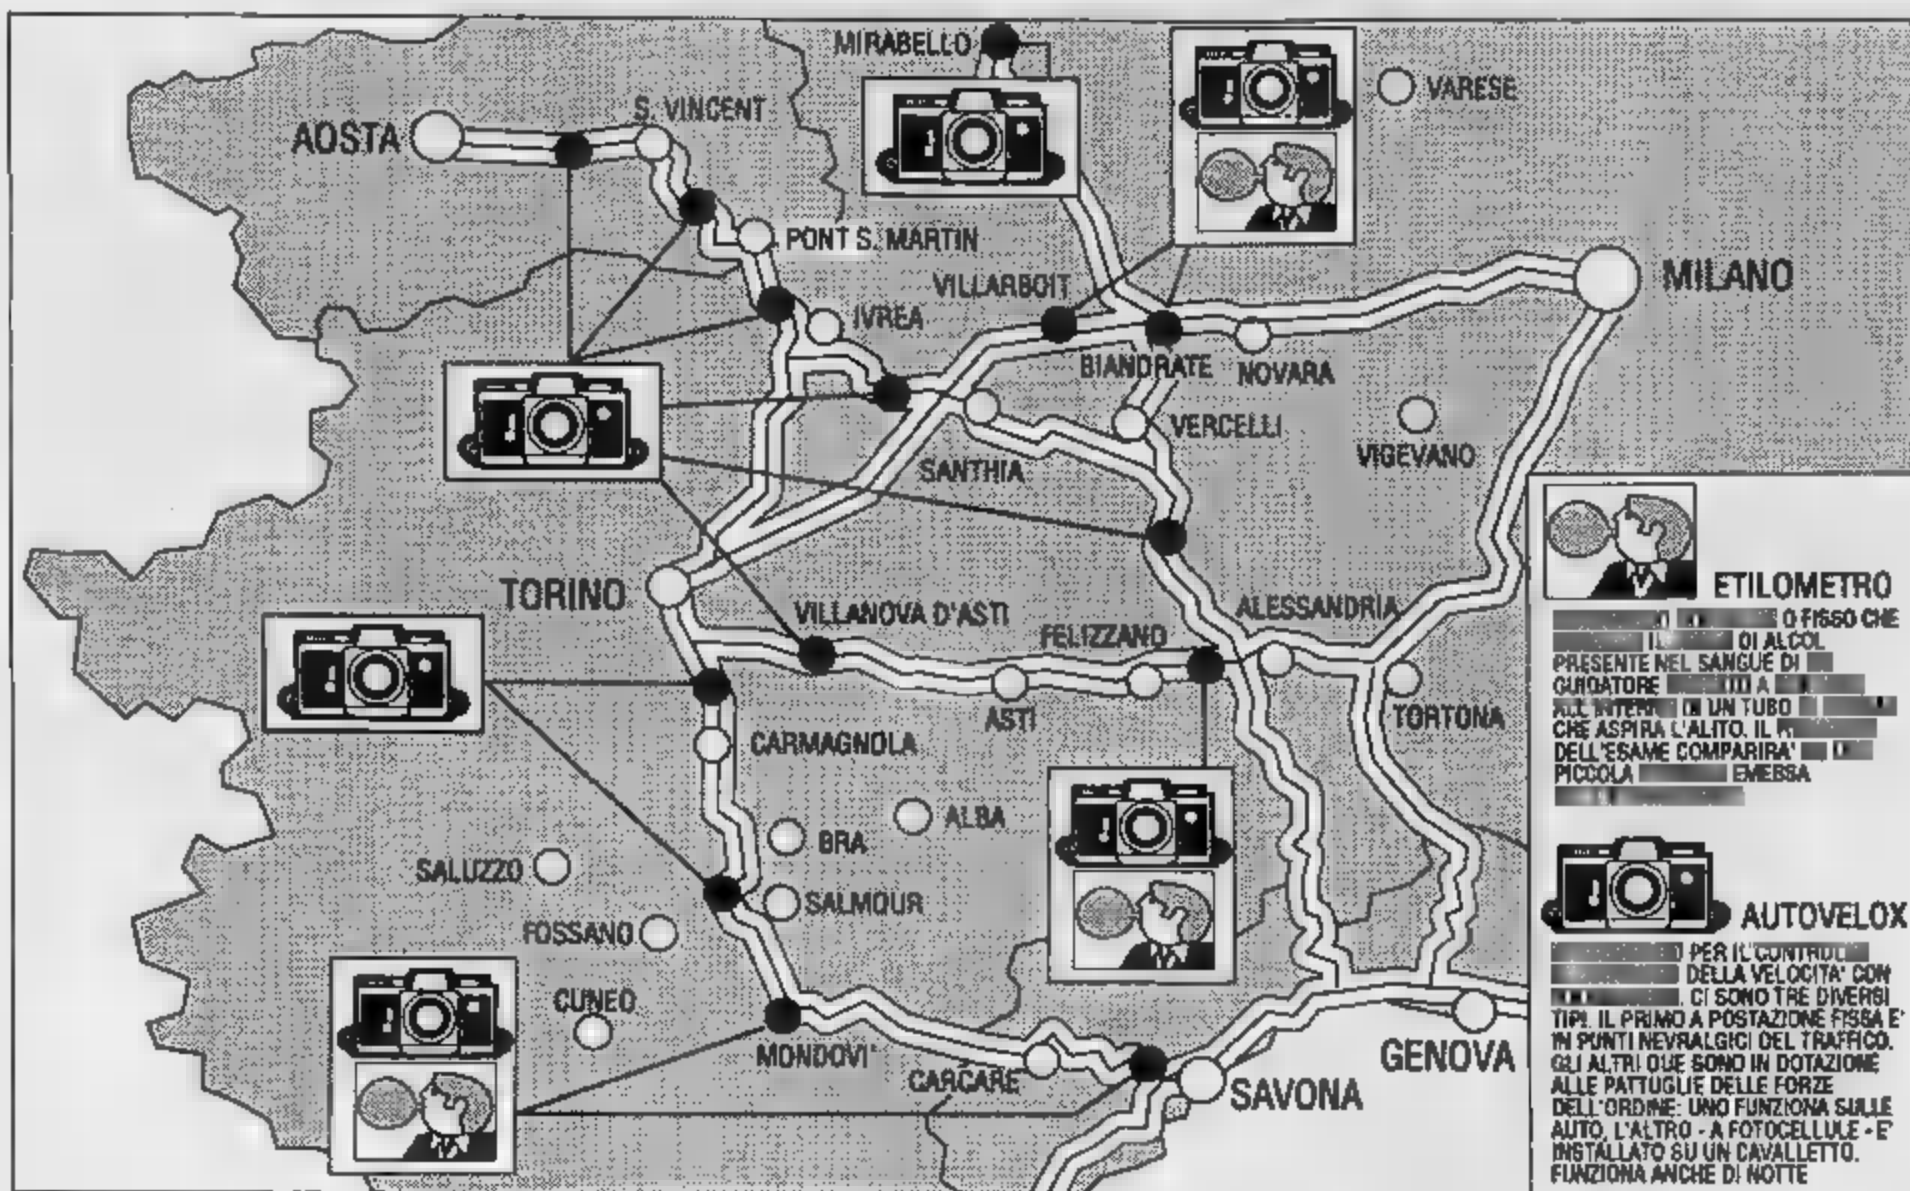 MIRABELLO
VARESE
AOSTA
S. VINCENT
PONT S. MARTIN
MILANO
VILLARBOIT
IVREA
BIANDRATE
NOVARA
VERCELLI
VIGEVANO
SANTHIA
TORINO
VILLANOVA D'ASTI
ALESSANDRIA
FELIZZANO
ASTI
TORTONA
CARMAGNOLA
ALBA
BRA
SALUZZO
SALMOUR
FOSSANO
CUNEO
MONDOVI'
CARCARE
SAVONA
GENOVA
ETILOMETRO
O FISSO CHE
DI ALCOL
PRESENTE NEL SANGUE DI
GUIDATORE A
UN TUBO
CHE ASPIRA L'ALITO. IL
DELL'ESAME COMPARIRA'
PICCOLA EMESSA
AUTOVELOX
PER IL
DELLA VELOCITA' CON
. CI SONO TRE DIVERSI
TIPI. IL PRIMO A POSTAZIONE FISSA E'
IN PUNTI NEVRALGICI DEL TRAFFICO.
GLI ALTRI DUE SONO IN DOTAZIONE
ALLE PATTUGLIE DELLE FORZE
DELL'ORDINE: UNO FUNZIONA SULLE
AUTO, L'ALTRO - A FOTOCELLULE - E'
INSTALLATO SU UN CAVALLETTO.
FUNZIONA ANCHE DI NOTTE